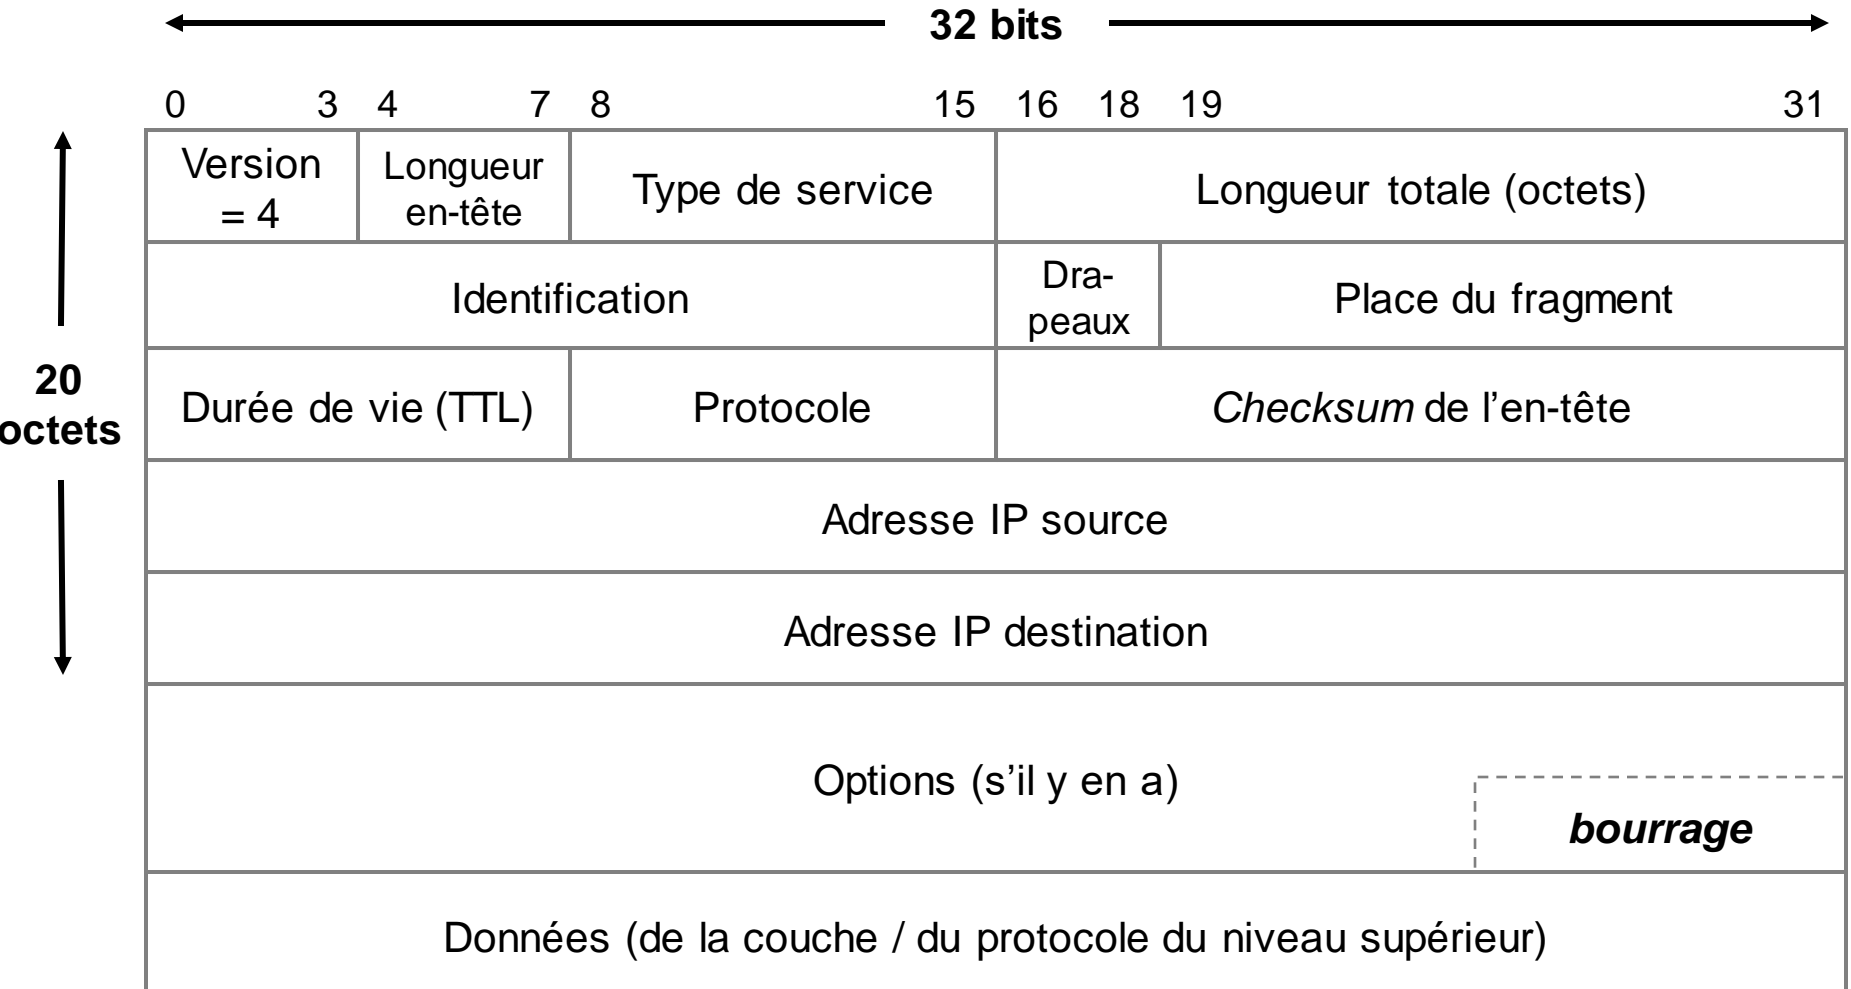 32 bits
0 3 4 7 8 15 16 18 19 31
Version
= 4
Longueur
en-tête
Type de service
Longueur totale (octets)
Identification
Dra-
peaux
Place du fragment
20
octets
Durée de vie (TTL)
Protocole
Checksum de l’en-tête
Adresse IP source
Adresse IP destination
Options (s’il y en a)
bourrage
Données (de la couche / du protocole du niveau supérieur)